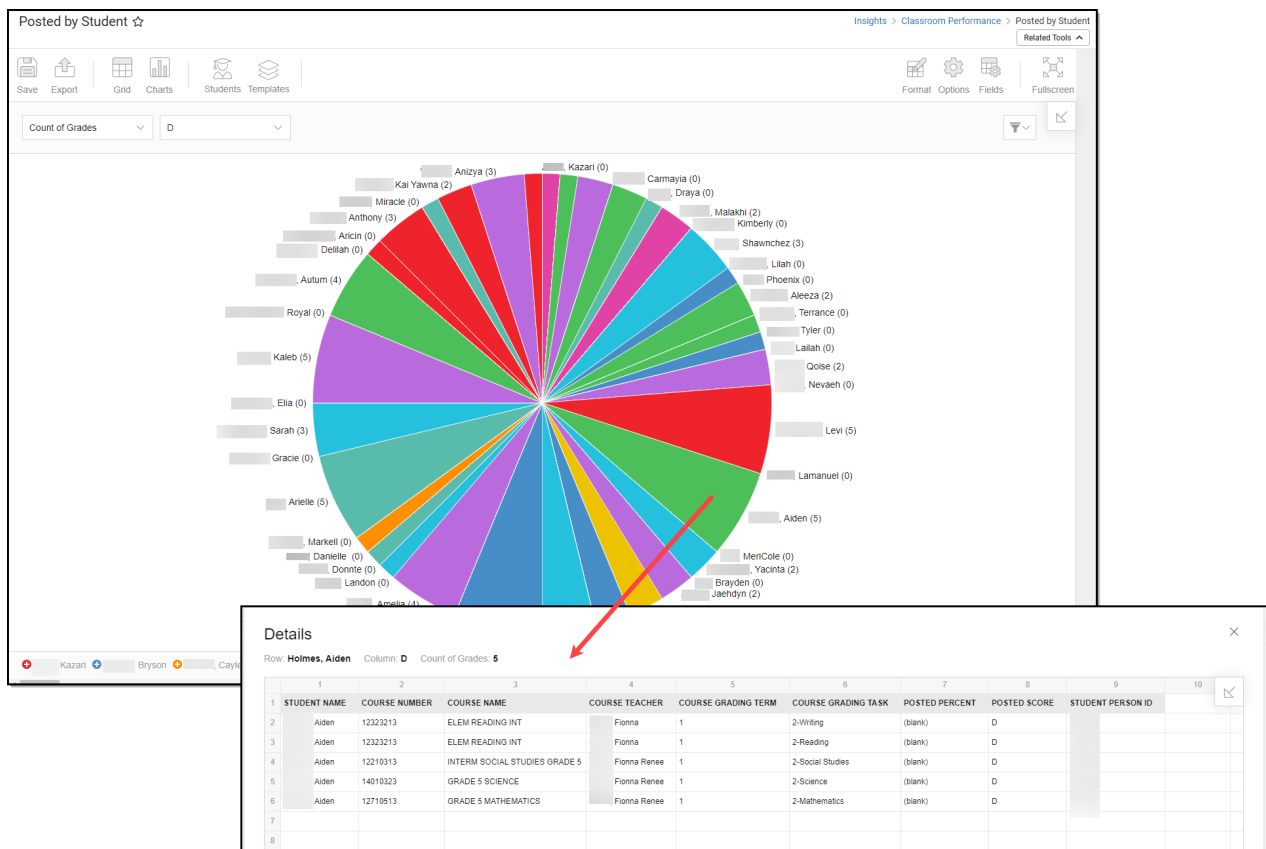 Posted by Student
Insights > Classroom Performance > Posted by Student
Related Tools
Save Export Grid Charts Students Templates Format Options Fields Fullscreen
Count of Grades D
Anizya (3)
, Kazari (0)
Kai Yawna (2)
Carmayia (0)
Miracle (0)
, Draya (0)
Anthony (3)
, Malakhi (2)
Kimberly (0)
Aricin (0)
Shawnchez (3)
Delilah (0)
, Lilah (0)
, Autum (4)
Phoenix (0)
Aleeza (2)
Royal (0)
, Terrance (0)
Tyler (0)
Lailah (0)
Kaleb (5)
Qoise (2)
, Nevaeh (0)
, Elia (0)
Sarah (3)
Levi (5)
Gracie (0)
Lamanuel (0)
Arielle (5)
, Aiden (5)
, Markell (0)
Danielle (0)
MeriCole (0)
, Donnte (0)
, Yacinta (2)
Landon (0)
Brayden (0)
Jaehdyn (2)
Amelia (4)
Kazari Bryson , Cayle
Details
Row: Holmes, Aiden Column: D Count of Grades: 5
1 2 3 4 5 6 7 8 9 10
1 STUDENT NAME COURSE NUMBER COURSE NAME COURSE TEACHER COURSE GRADING TERM COURSE GRADING TASK POSTED PERCENT POSTED SCORE STUDENT PERSON ID
2 Aiden 12323213 ELEM READING INT Fionna 1 2-Writing (blank) D
3 Aiden 12323213 ELEM READING INT Fionna 1 2-Reading (blank) D
4 Aiden 12210313 INTERM SOCIAL STUDIES GRADE 5 Fionna Renee 1 2-Social Studies (blank) D
5 Aiden 14010323 GRADE 5 SCIENCE Fionna Renee 1 2-Science (blank) D
6 Aiden 12710513 GRADE 5 MATHEMATICS Fionna Renee 1 2-Mathematics (blank) D
7
8